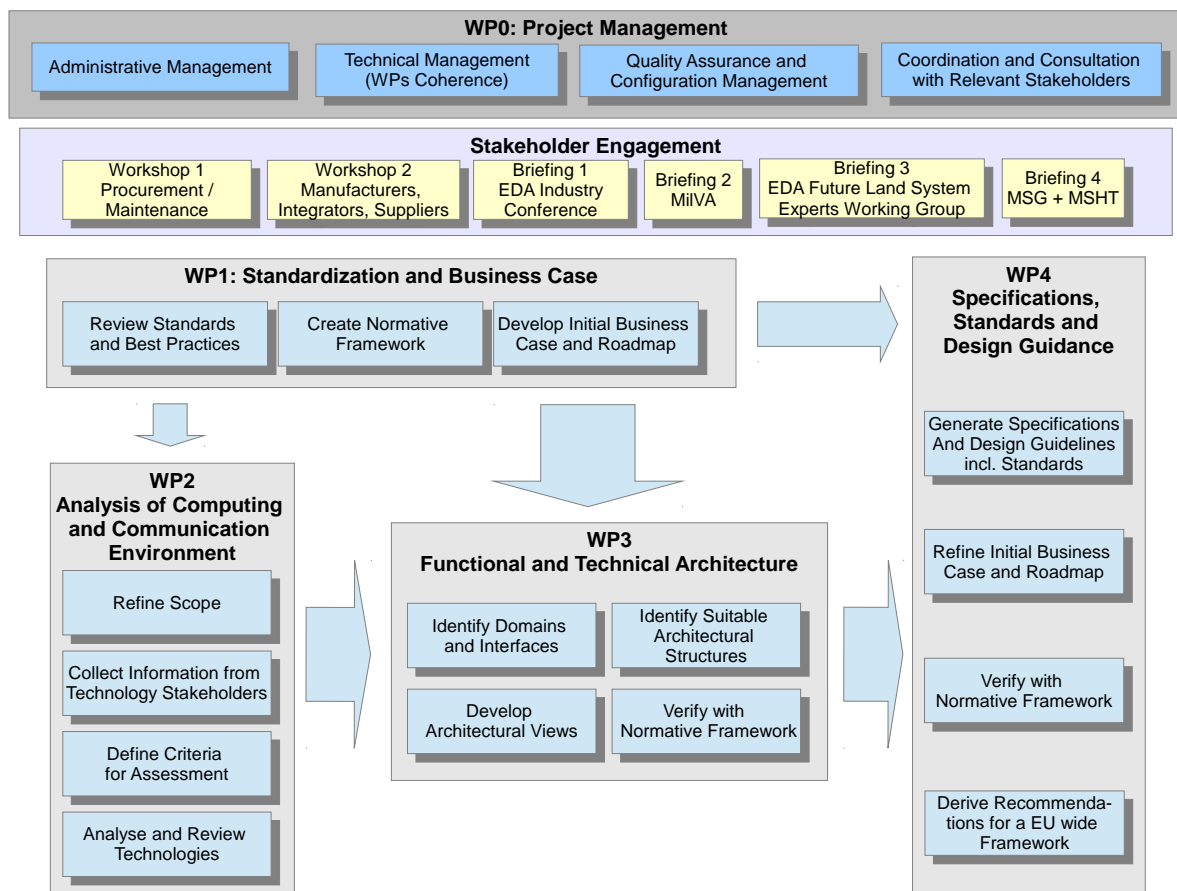 WP0: Project Management
Administrative Management
Technical Management
(WPs Coherence)
Quality Assurance and
Configuration Management
Coordination and Consultation
with Relevant Stakeholders
Stakeholder Engagement
Workshop 1
Procurement /
Maintenance
Workshop 2
Manufacturers,
Integrators, Suppliers
Briefing 1
EDA Industry
Conference
Briefing 2
MilVA
Briefing 3
EDA Future Land System
Experts Working Group
Briefing 4
MSG + MSHT
WP1: Standardization and Business Case
Review Standards
and Best Practices
Create Normative
Framework
Develop Initial Business
Case and Roadmap
WP2
Analysis of Computing
and Communication
Environment
Refine Scope
Collect Information from
Technology Stakeholders
Define Criteria
for Assessment
Analyse and Review
Technologies
WP3
Functional and Technical Architecture
Identify Domains
and Interfaces
Identify Suitable
Architectural
Structures
Develop
Architectural Views
Verify with
Normative Framework
WP4
Specifications,
Standards and
Design Guidance
Generate Specifications
And Design Guidelines
incl. Standards
Refine Initial Business
Case and Roadmap
Verify with
Normative Framework
Derive Recommenda-
tions for a EU wide
Framework